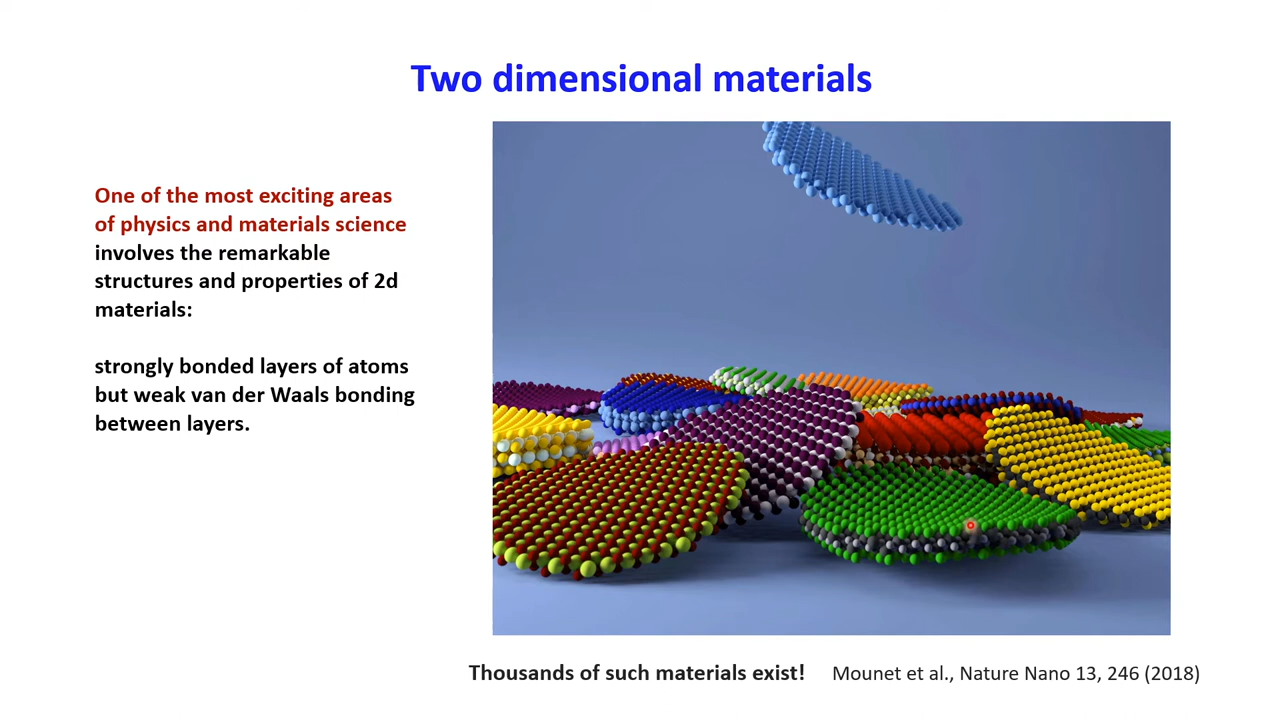 Two dimensional materials
One of the most exciting areas
of physics and materials science
involves the remarkable
structures and properties of 2d
materials:
strongly bonded layers of atoms
but weak van der Waals bonding
between layers.
Thousands of such materials exist! Mounet et al., Nature Nano 13, 246 (2018)